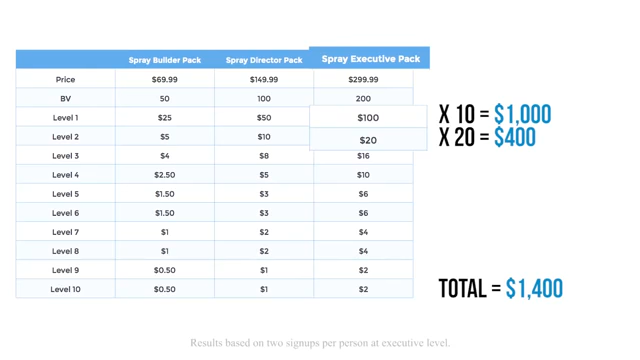 Spray Builder Pack Spray Director Pack Spray Executive Pack
Price $69.99 $149.99 $299.99
BV 50 100 200
Level 1 $25 $50 $100 X 10 = $1,000
Level 2 $5 $10 $20 X 20 = $400
Level 3 $4 $8 $16
Level 4 $2.50 $5 $10
Level 5 $1.50 $3 $6
Level 6 $1.50 $3 $6
Level 7 $1 $2 $4
Level 8 $1 $2 $4
Level 9 $0.50 $1 $2
Level 10 $0.50 $1 $2 TOTAL = $1,400
Results based on two signups per person at executive level.